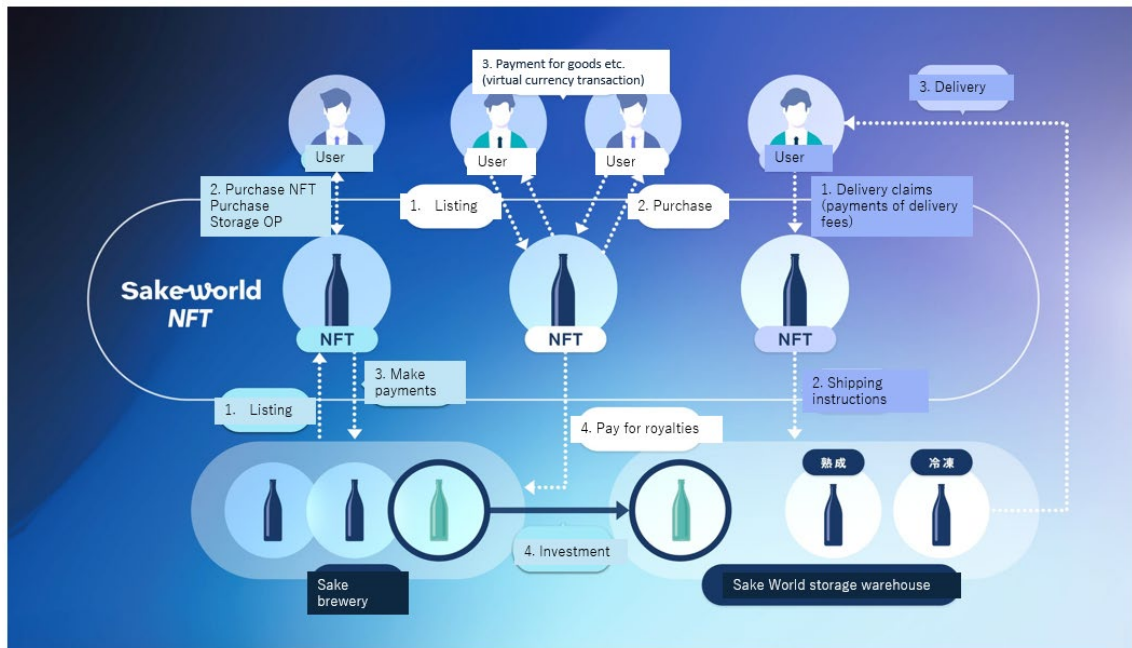 3. Payment for goods etc.
(virtual currency transaction)
3. Delivery
User
User
User
User
2. Purchase NFT
Purchase
Storage OP
1. Listing
2. Purchase
1. Delivery claims
(payments of delivery
fees)
Sake world
NFT
NFT
NFT
NFT
3. Make
payments
2. Shipping
instructions
1. Listing
4. Pay for royalties
熟成
冷凍
4. Investment
Sake
brewery
Sake World storage warehouse